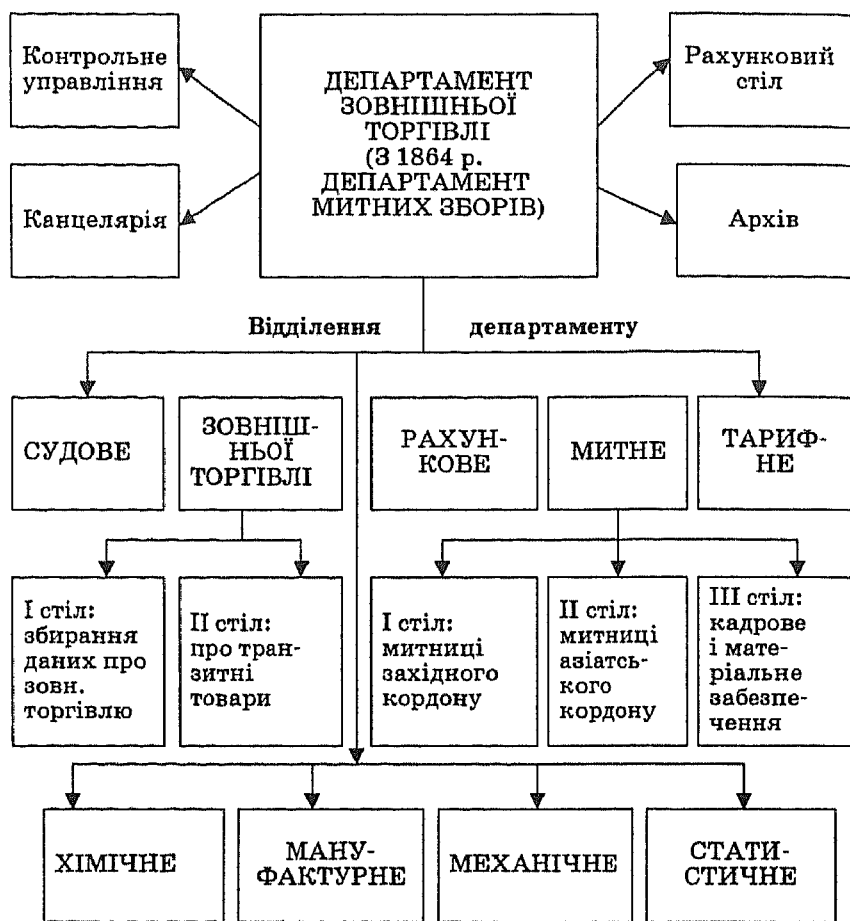 Контрольне
управління
Канцелярія
ДЕПАРТАМЕНТ
ЗОВНІШНЬОЇ
ТОРГІВЛІ
(З 1864 р.
ДЕПАРТАМЕНТ
МИТНИХ ЗБОРІВ)
Рахунковий
стіл
Архів
Відділення департаменту
СУДОВЕ
ЗОВНІШ-
НЬОЇ
ТОРГІВЛІ
РАХУН-
КОВЕ
МИТНЕ
ТАРИФ-
НЕ
І стіл:
збирання
даних про
зовн.
торгівлю
ІІ стіл:
про тран-
зитні
товари
І стіл:
митниці
західного
кордону
ІІ стіл:
митниці
азіатсь-
кого
кордону
ІІІ стіл:
кадрове
і мате-
ріальне
забезпе-
чення
ХІМІЧНЕ
МАНУ-
ФАКТУРНЕ
МЕХАНІЧНЕ
СТАТИ-
СТИЧНЕ